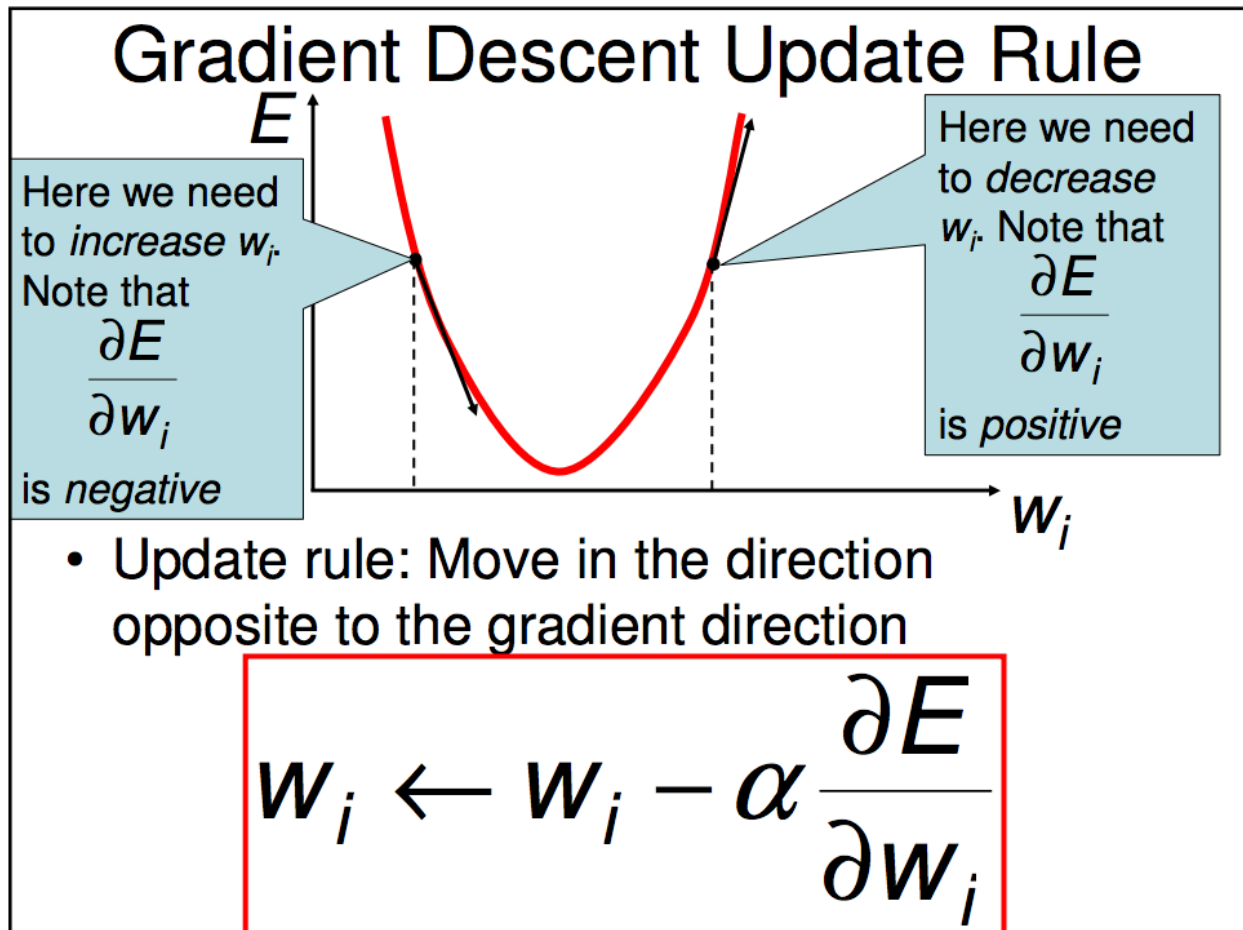 Gradient Descent Update Rule
E
Here we need
to increase wᵢ.
Note that
∂E
∂wᵢ
is negative
Here we need
to decrease
wᵢ. Note that
∂E
∂wᵢ
is positive
wᵢ
• Update rule: Move in the direction
opposite to the gradient direction
wᵢ ← wᵢ − α ∂E/∂wᵢ